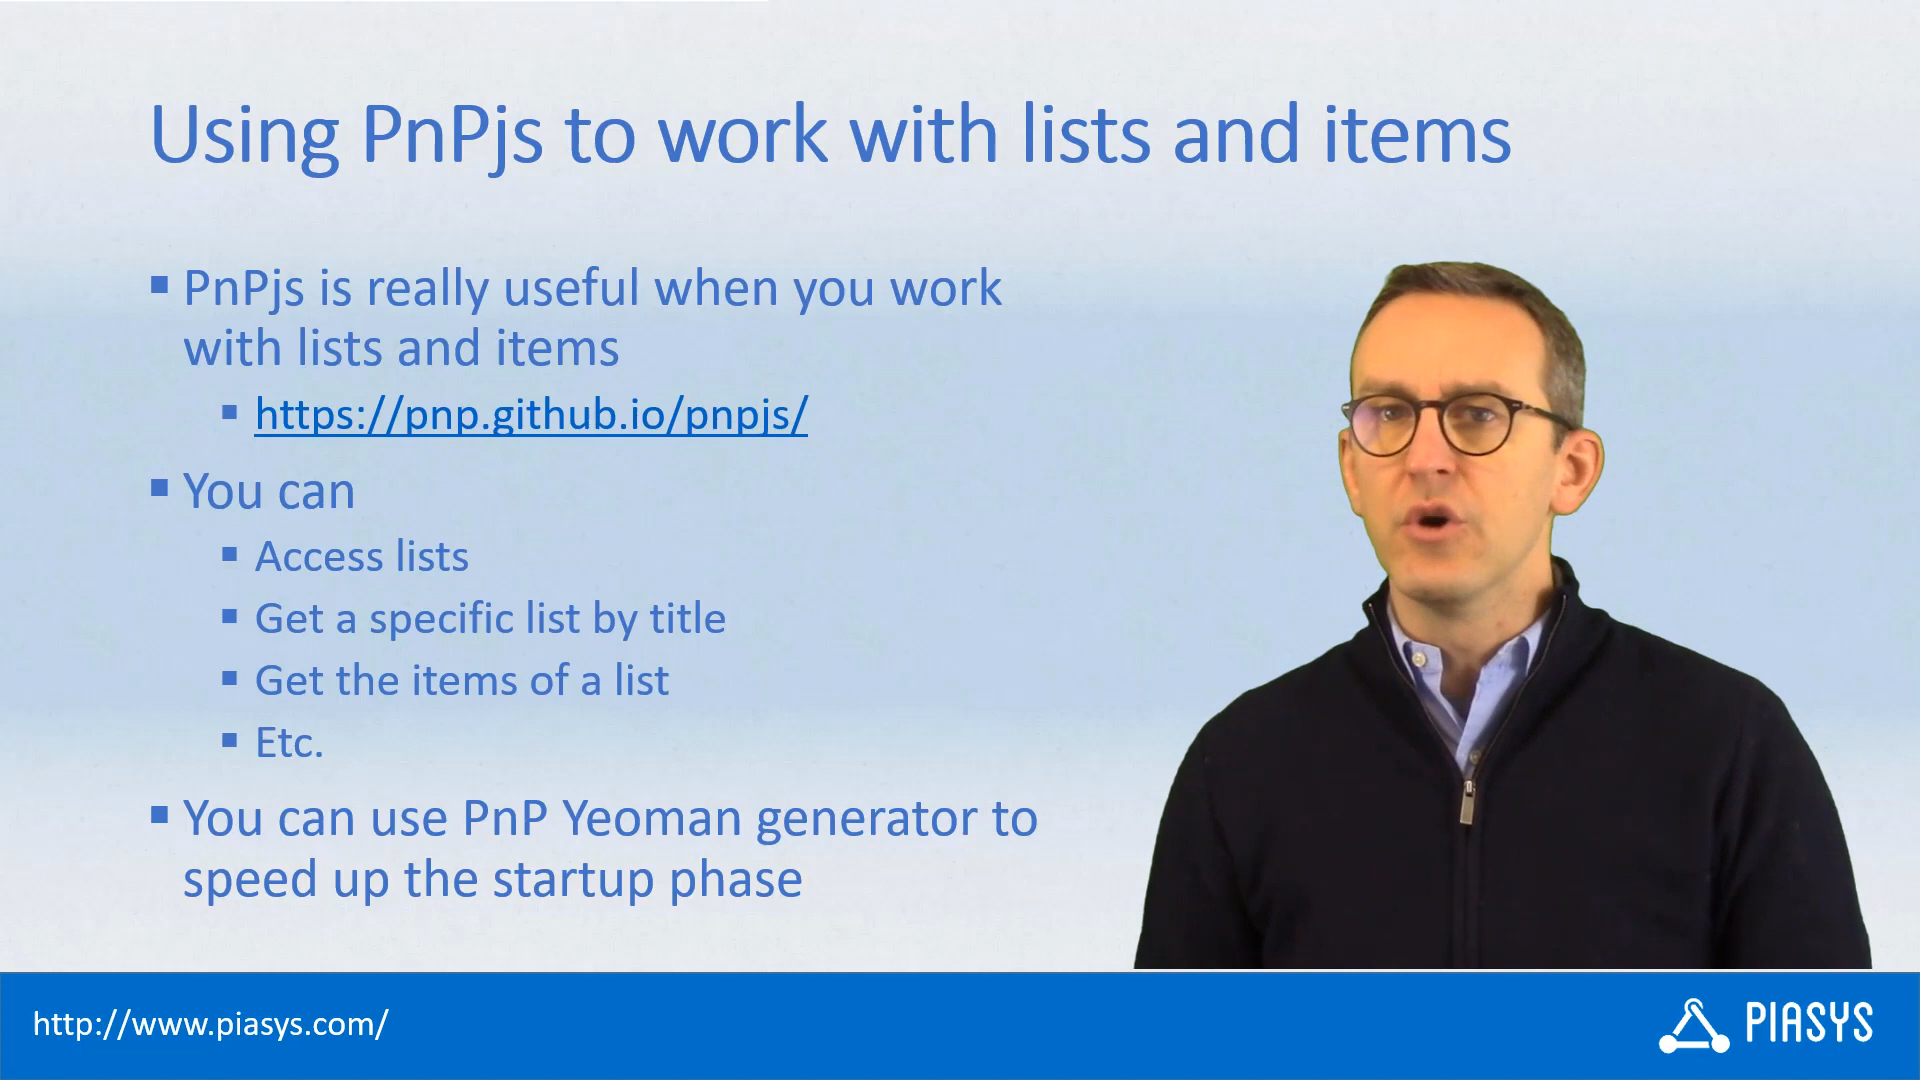 Using PnPjs to work with lists and items
PnPjs is really useful when you work
with lists and items
https://pnp.github.io/pnpjs/
You can
Access lists
Get a specific list by title
Get the items of a list
Etc.
You can use PnP Yeoman generator to
speed up the startup phase
http://www.piasys.com/
PIASYS